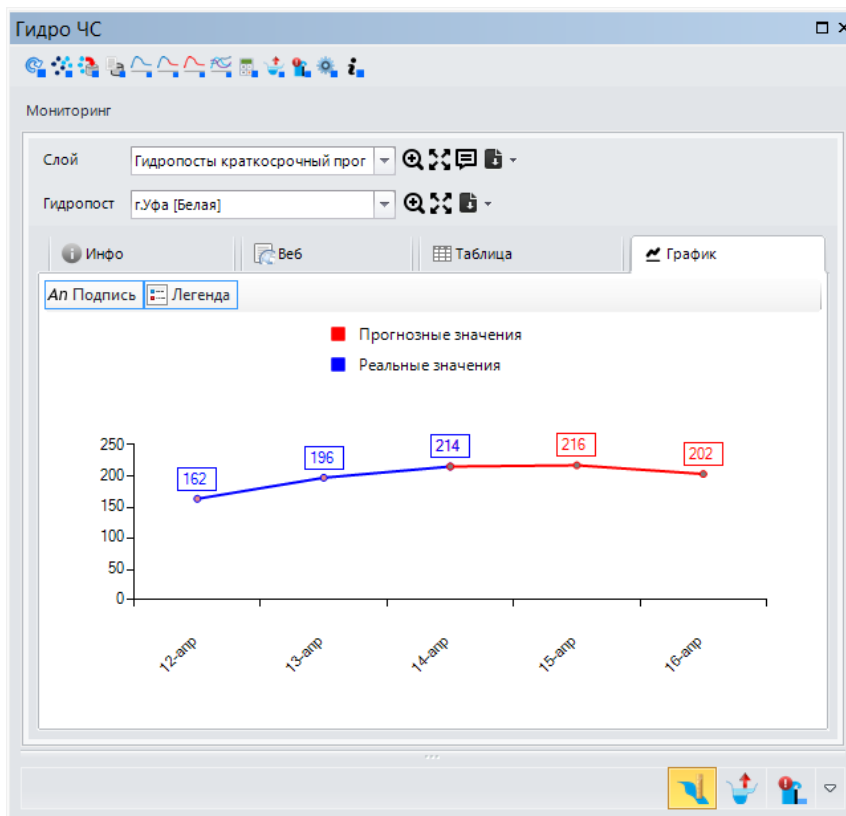 Гидро ЧС
Мониторинг
Слой Гидропосты краткосрочный прог
Гидропост г.Уфа [Белая]
Инфо Веб Таблица График
Ап Подпись Легенда
Прогнозные значения
Реальные значения
250
200
150
100
50
0
162 196 214 216 202
12-апр 13-апр 14-апр 15-апр 16-апр